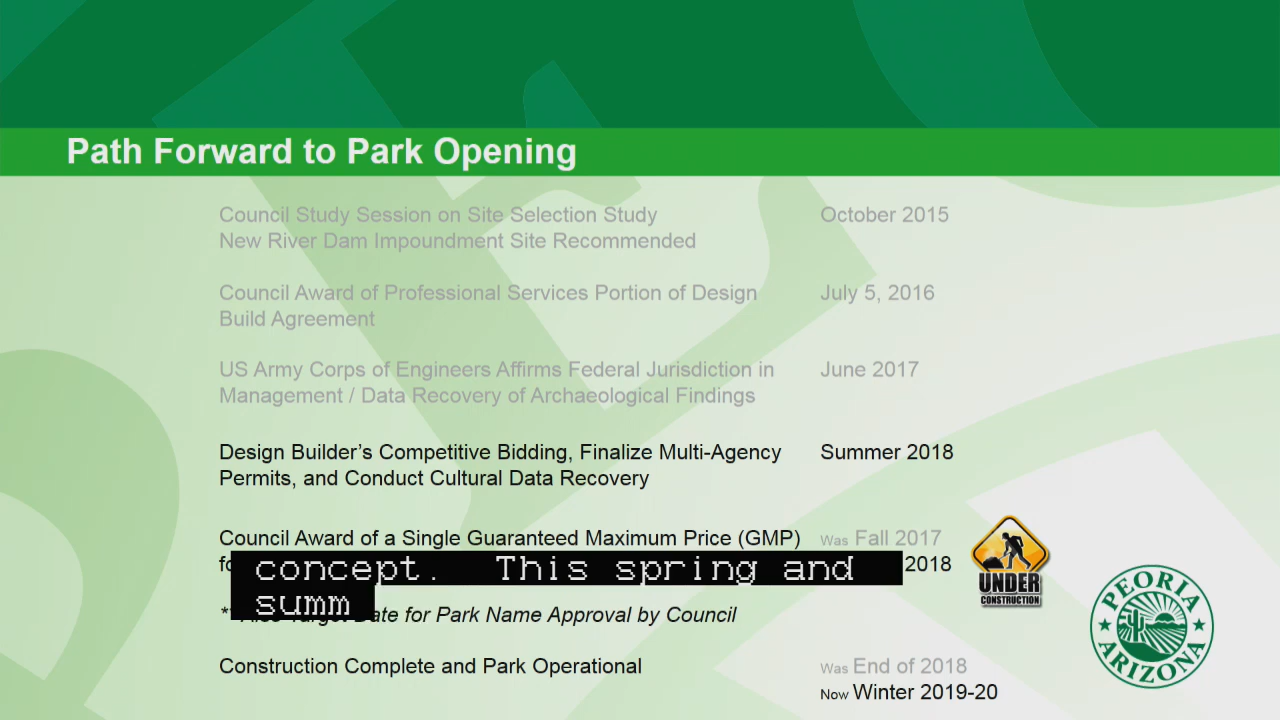 Path Forward to Park Opening
Council Study Session on Site Selection Study October 2015
New River Dam Impoundment Site Recommended
Council Award of Professional Services Portion of Design July 5, 2016
Build Agreement
US Army Corps of Engineers Affirms Federal Jurisdiction in June 2017
Management / Data Recovery of Archaeological Findings
Design Builder's Competitive Bidding, Finalize Multi-Agency Summer 2018
Permits, and Conduct Cultural Data Recovery
Council Award of a Single Guaranteed Maximum Price (GMP) Was Fall 2017
2018
concept. This spring and
summ
for Park Name Approval by Council
UNDER
CONSTRUCTION
Construction Complete and Park Operational Was End of 2018
Now Winter 2019-20
PEORIA
ARIZONA